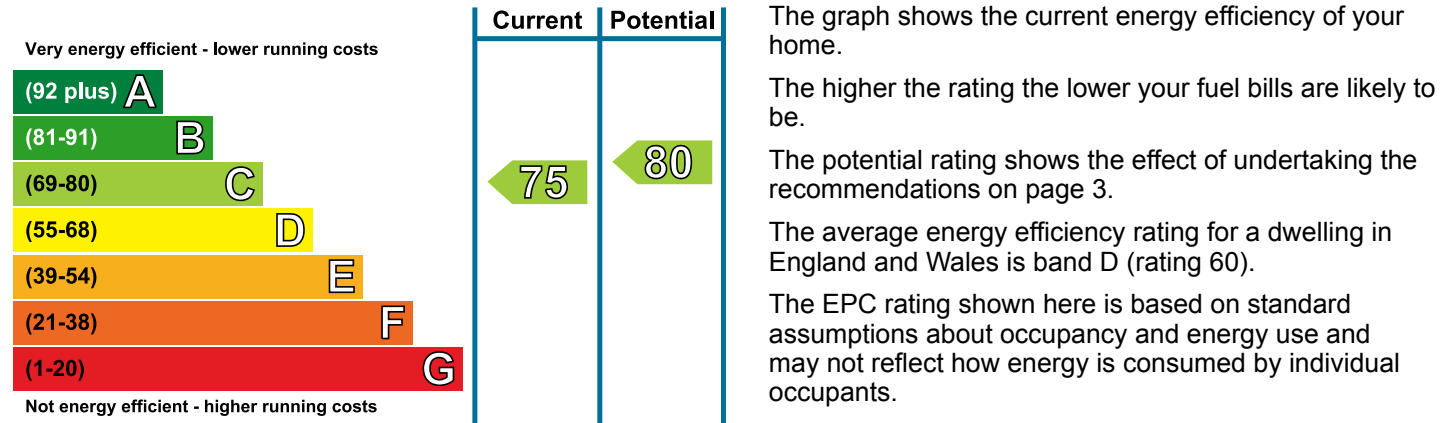 Current Potential
Very energy efficient - lower running costs
(92 plus) A
(81-91) B
(69-80) C
(55-68) D
(39-54) E
(21-38) F
(1-20) G
Not energy efficient - higher running costs
75
80
The graph shows the current energy efficiency of your
home.
The higher the rating the lower your fuel bills are likely to
be.
The potential rating shows the effect of undertaking the
recommendations on page 3.
The average energy efficiency rating for a dwelling in
England and Wales is band D (rating 60).
The EPC rating shown here is based on standard
assumptions about occupancy and energy use and
may not reflect how energy is consumed by individual
occupants.